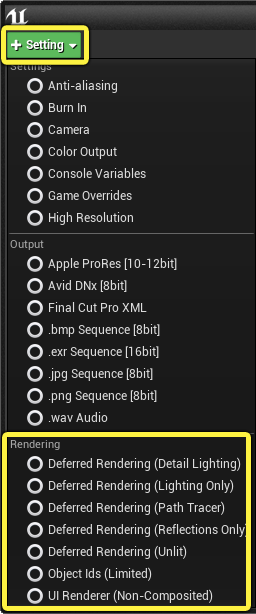 + Setting
Settings
Anti-aliasing
Burn In
Camera
Color Output
Console Variables
Game Overrides
High Resolution
Output
Apple ProRes [10-12bit]
Avid DNx [8bit]
Final Cut Pro XML
.bmp Sequence [8bit]
.exr Sequence [16bit]
.jpg Sequence [8bit]
.png Sequence [8bit]
.wav Audio
Rendering
Deferred Rendering (Detail Lighting)
Deferred Rendering (Lighting Only)
Deferred Rendering (Path Tracer)
Deferred Rendering (Reflections Only
Deferred Rendering (Unlit)
Object Ids (Limited)
UI Renderer (Non-Composited)